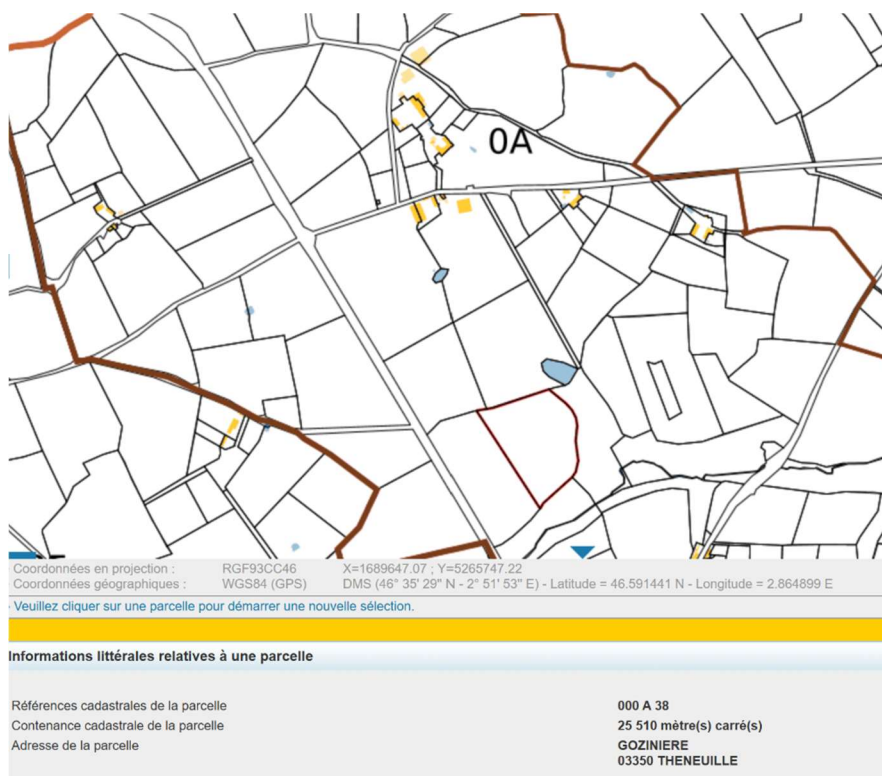 0A
Coordonnées en projection : RGF93CC46 X=1689647.07 ; Y=5265747.22
Coordonnées géographiques : WGS84 (GPS) DMS (46° 35' 29" N - 2° 51' 53" E) - Latitude = 46.591441 N - Longitude = 2.864899 E
Veuillez cliquer sur une parcelle pour démarrer une nouvelle sélection.
Informations littérales relatives à une parcelle
Références cadastrales de la parcelle 000 A 38
Contenance cadastrale de la parcelle 25 510 mètre(s) carré(s)
Adresse de la parcelle GOZINIERE
03350 THENEUILLE